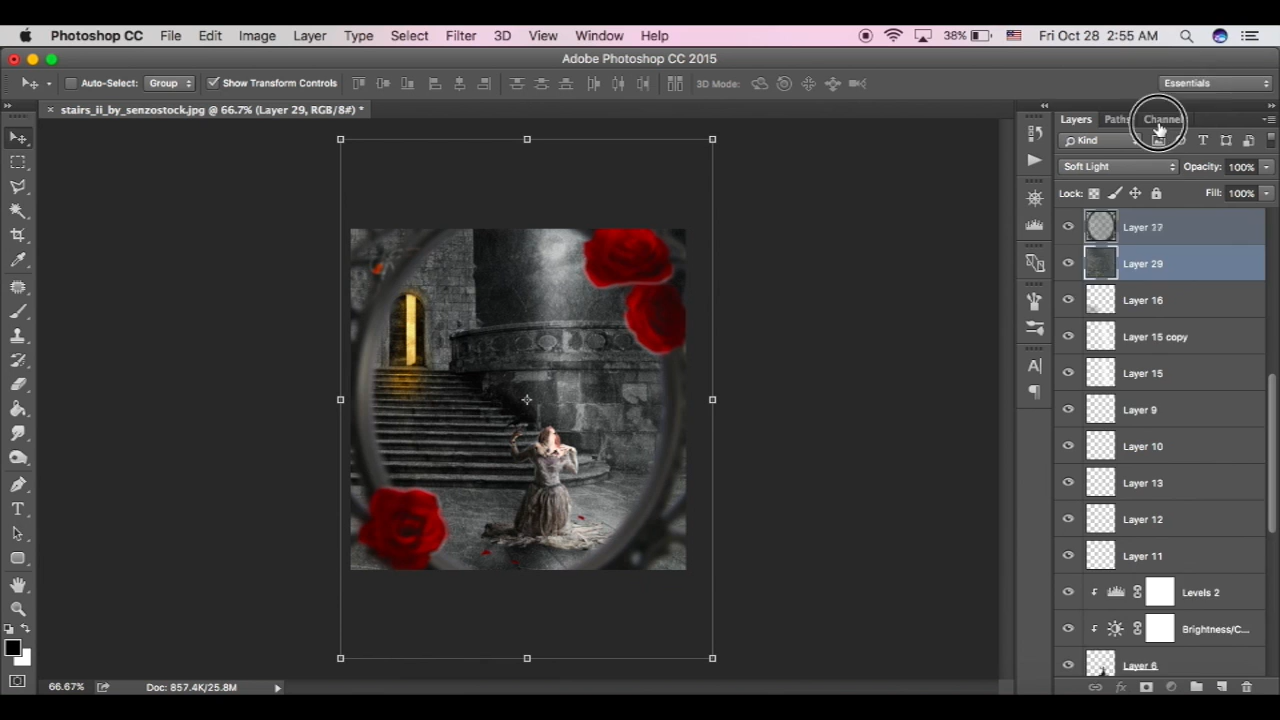 Photoshop CC File Edit Image Layer Type Select Filter 3D View Window Help 38% Fri Oct 28 2:55 AM
Adobe Photoshop CC 2015
Auto-Select: Group Show Transform Controls 3D Mode: Essentials
stairs_ii_by_senzostock.jpg @ 66.7% (Layer 29, RGB/8#) *
Layers Paths
Kind
Soft Light Opacity: 100%
Lock: Fill: 100%
Layer 29
Layer 16
Layer 15 copy
Layer 15
Layer 9
Layer 10
Layer 13
Layer 12
Layer 11
Levels 2
Brightness/C...
Layer 6
66.67% Doc: 857.4K/25.8M